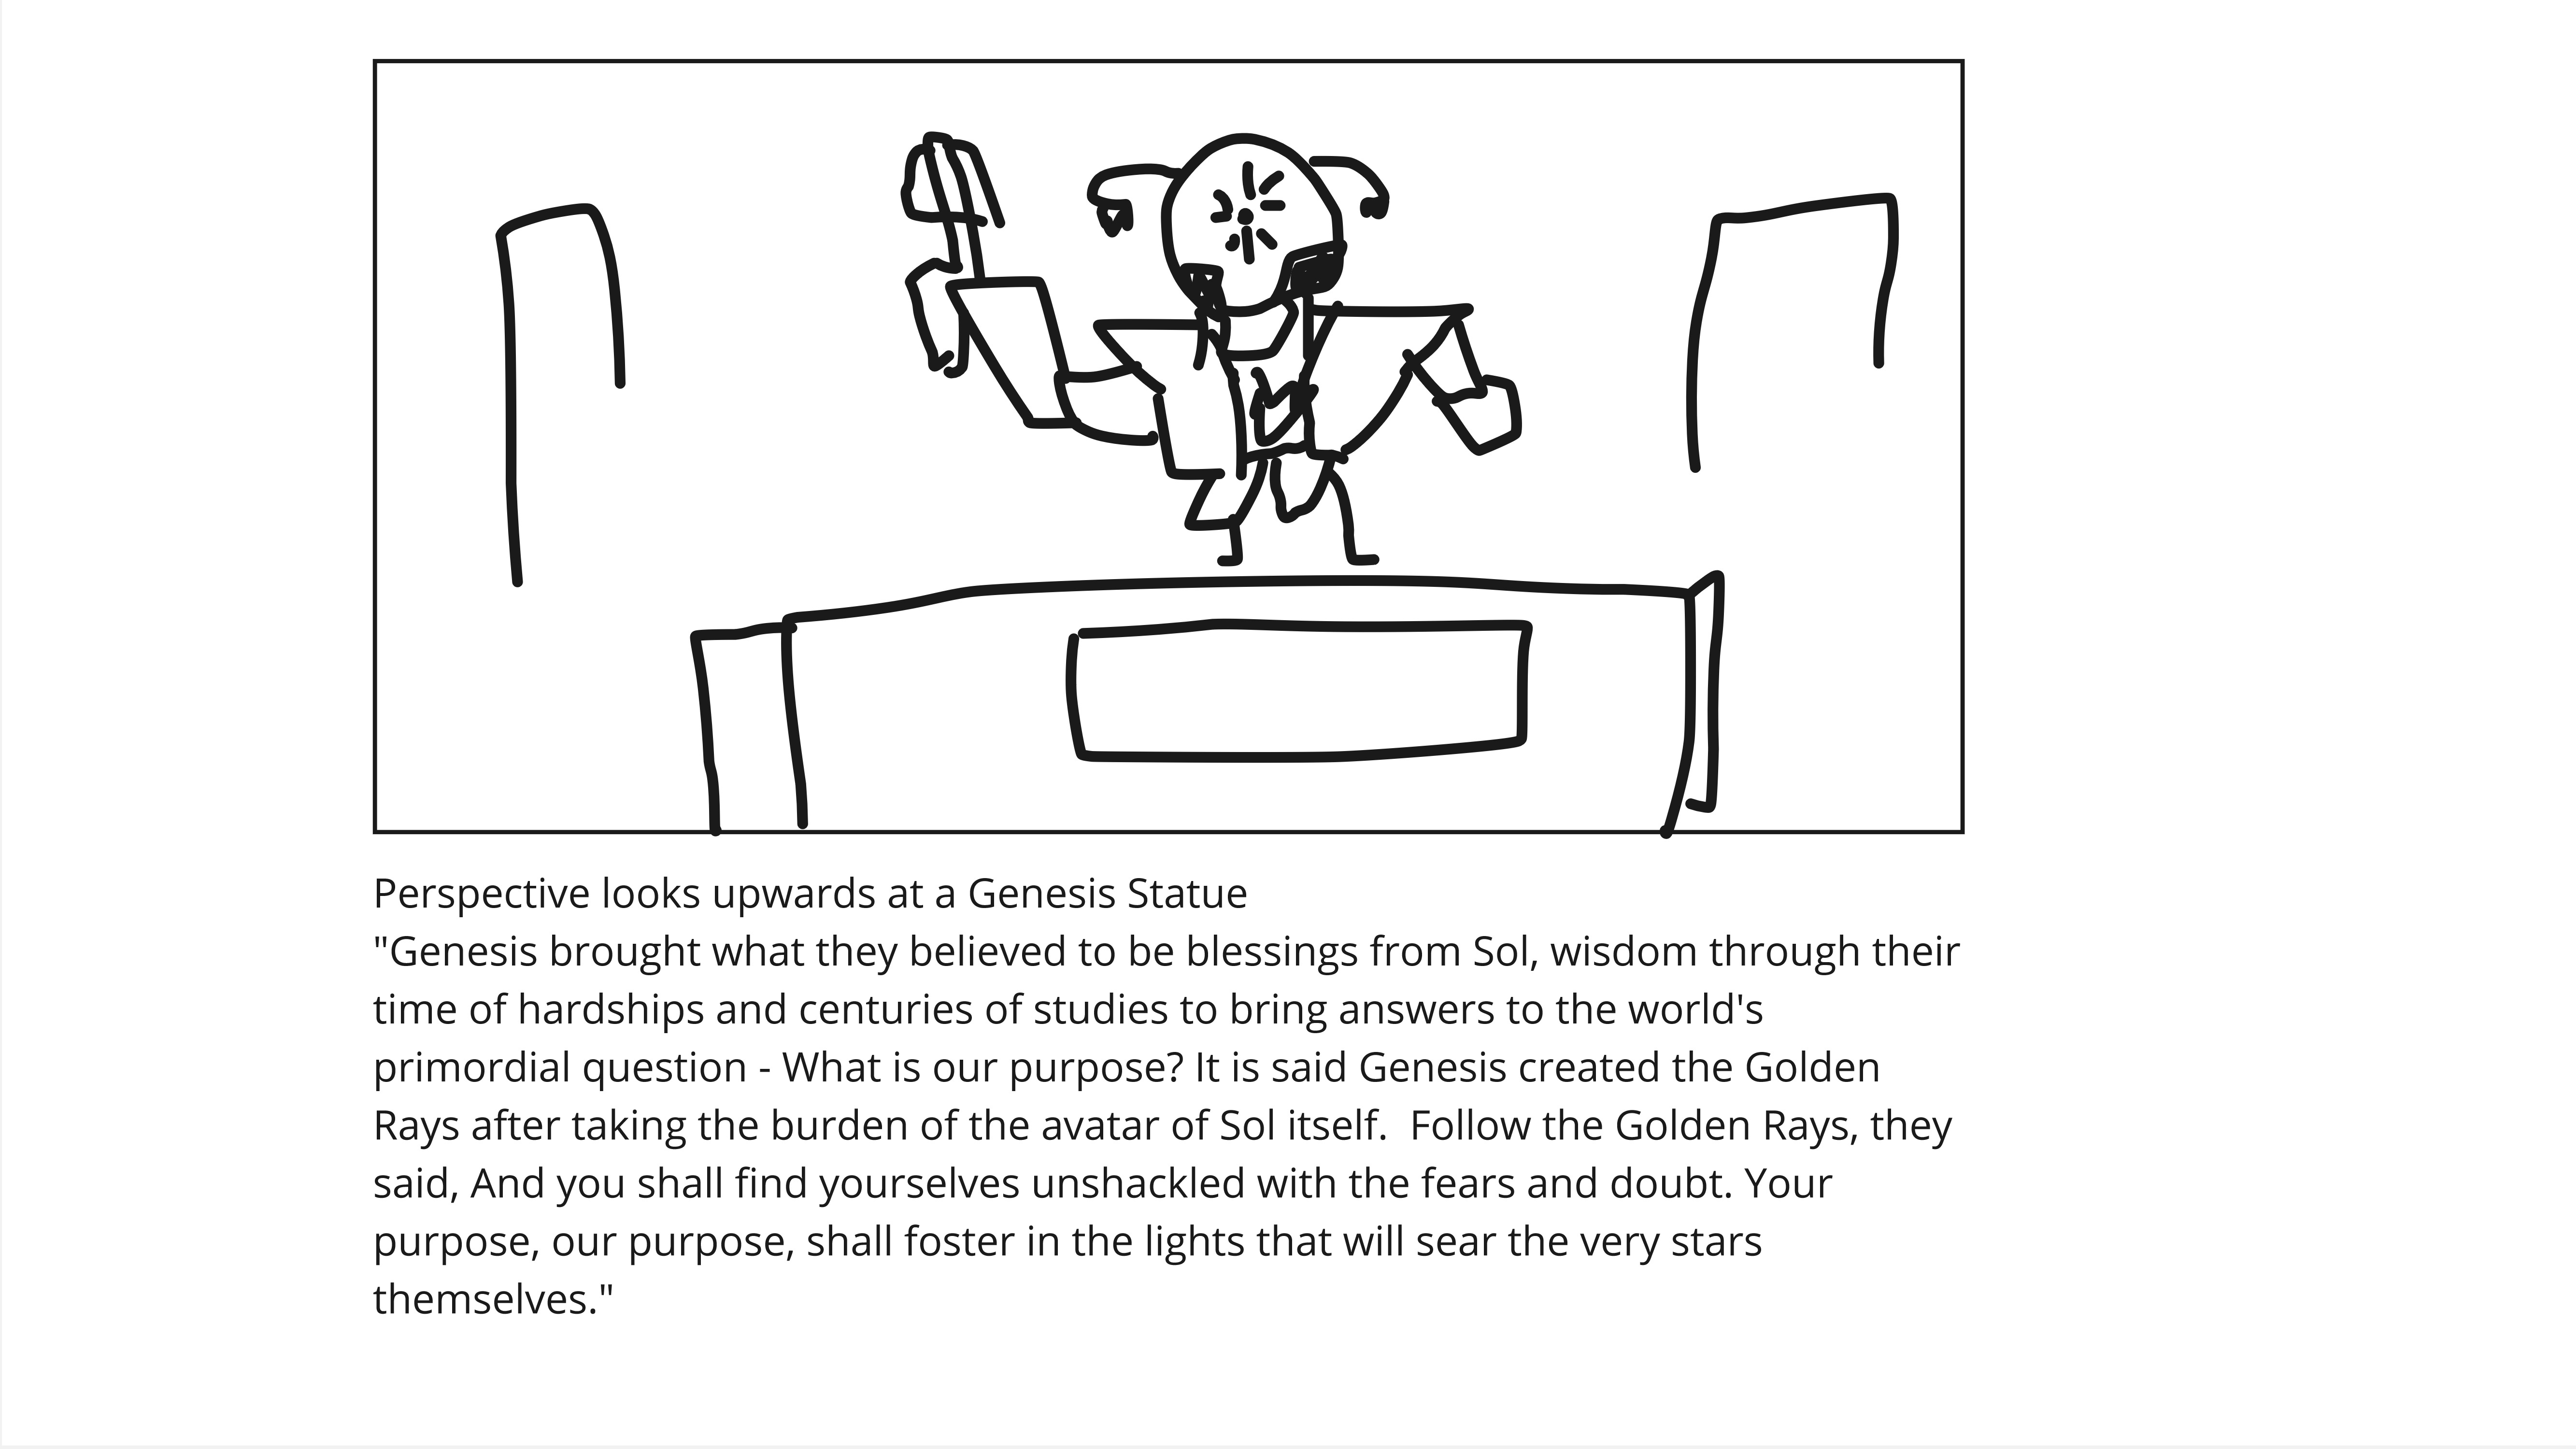 Perspective looks upwards at a Genesis Statue
"Genesis brought what they believed to be blessings from Sol, wisdom through their
time of hardships and centuries of studies to bring answers to the world's
primordial question - What is our purpose? It is said Genesis created the Golden
Rays after taking the burden of the avatar of Sol itself.  Follow the Golden Rays, they
said, And you shall find yourselves unshackled with the fears and doubt. Your
purpose, our purpose, shall foster in the lights that will sear the very stars
themselves."